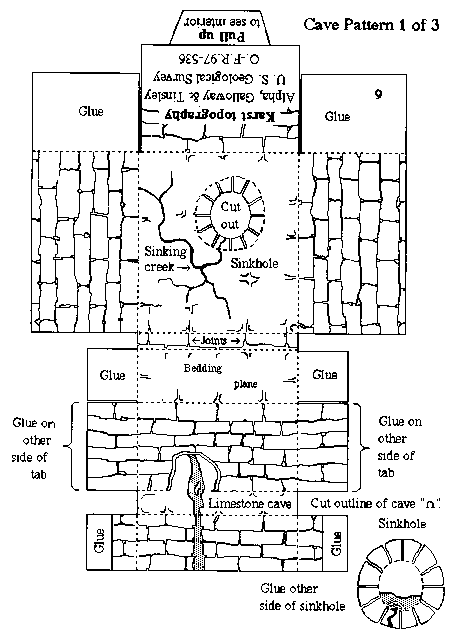 Cave Pattern 1 of 3
Pull up
to see interior
Karst topography
Alpha, Galloway & Tinsley
U. S. Geological Survey
O.-F.R.97-536
Glue
Glue
9
Cut
out
Sinking
creek
Sinkhole
Joints
Bedding
plane
Glue
Glue
Glue on
other
side of
tab
Glue on
other
side of
tab
Limestone cave
Cut outline of cave "∩".
Glue
Glue
Sinkhole
Glue other
side of sinkhole